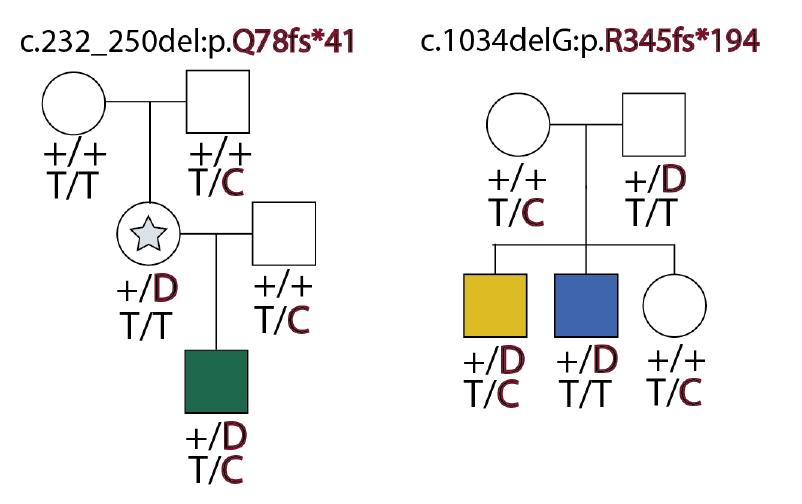 c.232_250del:p.Q78fs*41
+/+
T/T
+/+
T/C
+/D
T/T
+/+
T/C
+/D
T/C
c.1034delG:p.R345fs*194
+/+
T/C
+/D
T/T
+/D
T/C
+/D
T/T
+/+
T/C